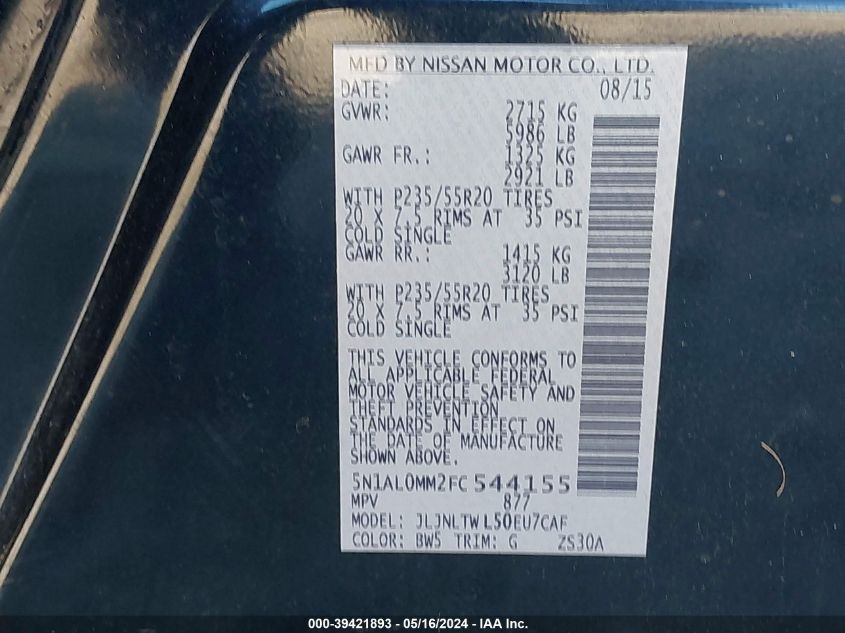 MFD BY NISSAN MOTOR CO., LTD.
DATE: 08/15
GVWR: 2715 KG
5986 LB
GAWR FR.: 1325 KG
2921 LB
WITH P235/55R20 TIRES
20 X 7.5 RIMS AT 35 PSI
COLD SINGLE
GAWR RR.: 1415 KG
3120 LB
WITH P235/55R20 TIRES
20 X 7.5 RIMS AT 35 PSI
COLD SINGLE
THIS VEHICLE CONFORMS TO
ALL APPLICABLE FEDERAL
MOTOR VEHICLE SAFETY AND
THEFT PREVENTION
STANDARDS IN EFFECT ON
THE DATE OF MANUFACTURE
SHOWN ABOVE.
5N1AL0MM2FC544155
MPV 877
MODEL: JLJNLTWL50EU7CAF
COLOR: BW5 TRIM: G ZS30A
000-39421893 - 05/16/2024 - IAA Inc.